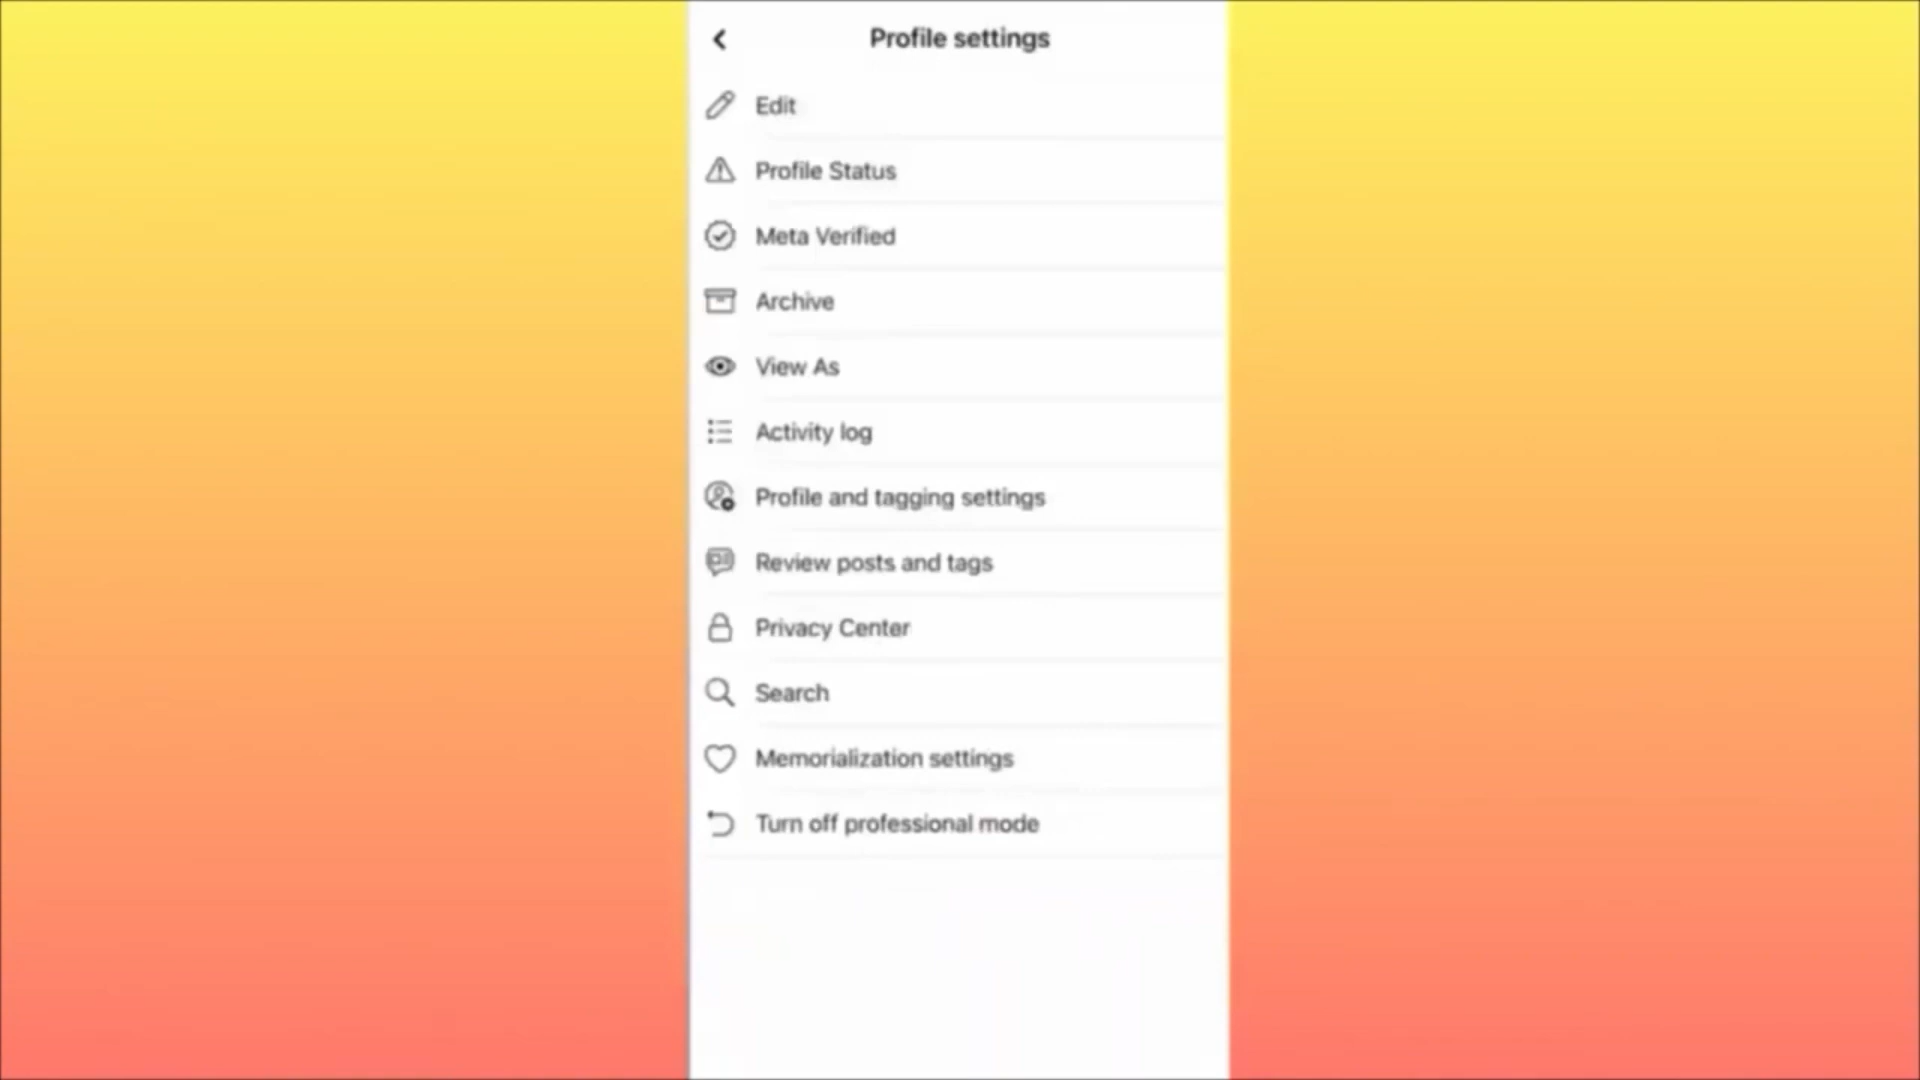 Profile settings
Edit
Profile Status
Meta Verified
Archive
View As
Activity log
Profile and tagging settings
Review posts and tags
Privacy Center
Search
Memorialization settings
Turn off professional mode